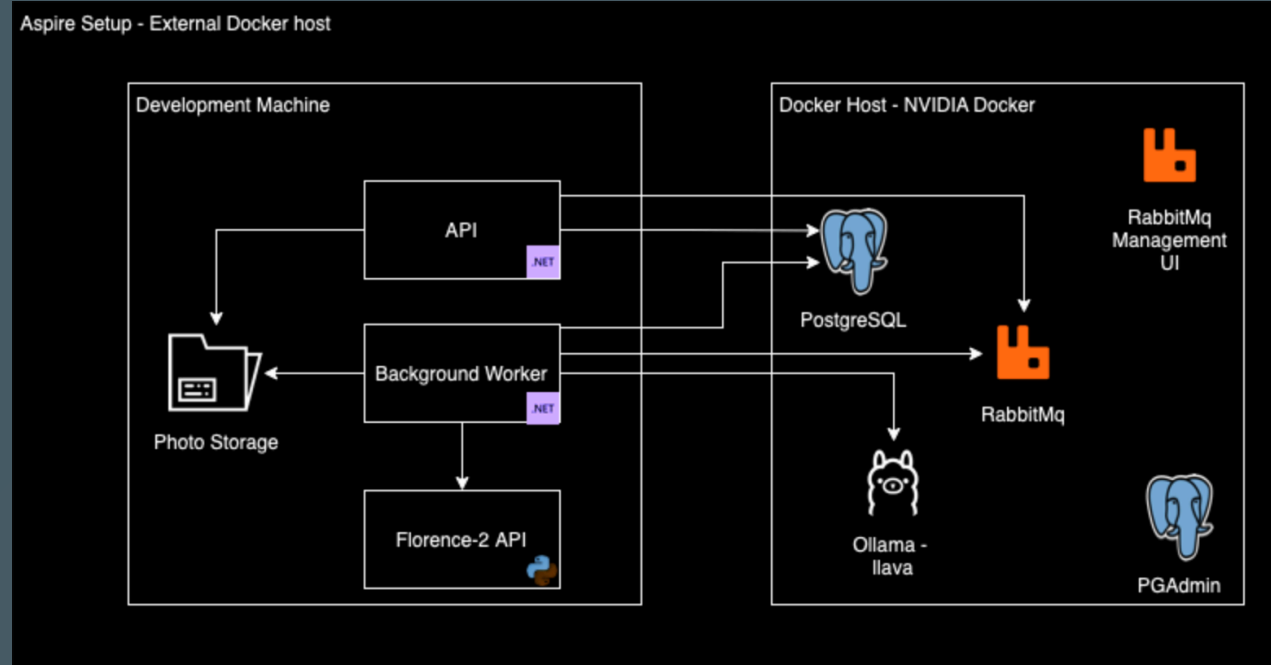 Aspire Setup - External Docker host
Development Machine
API
.NET
Background Worker
.NET
Photo Storage
Florence-2 API
Docker Host - NVIDIA Docker
RabbitMq
Management
UI
PostgreSQL
RabbitMq
Ollama -
llava
PGAdmin